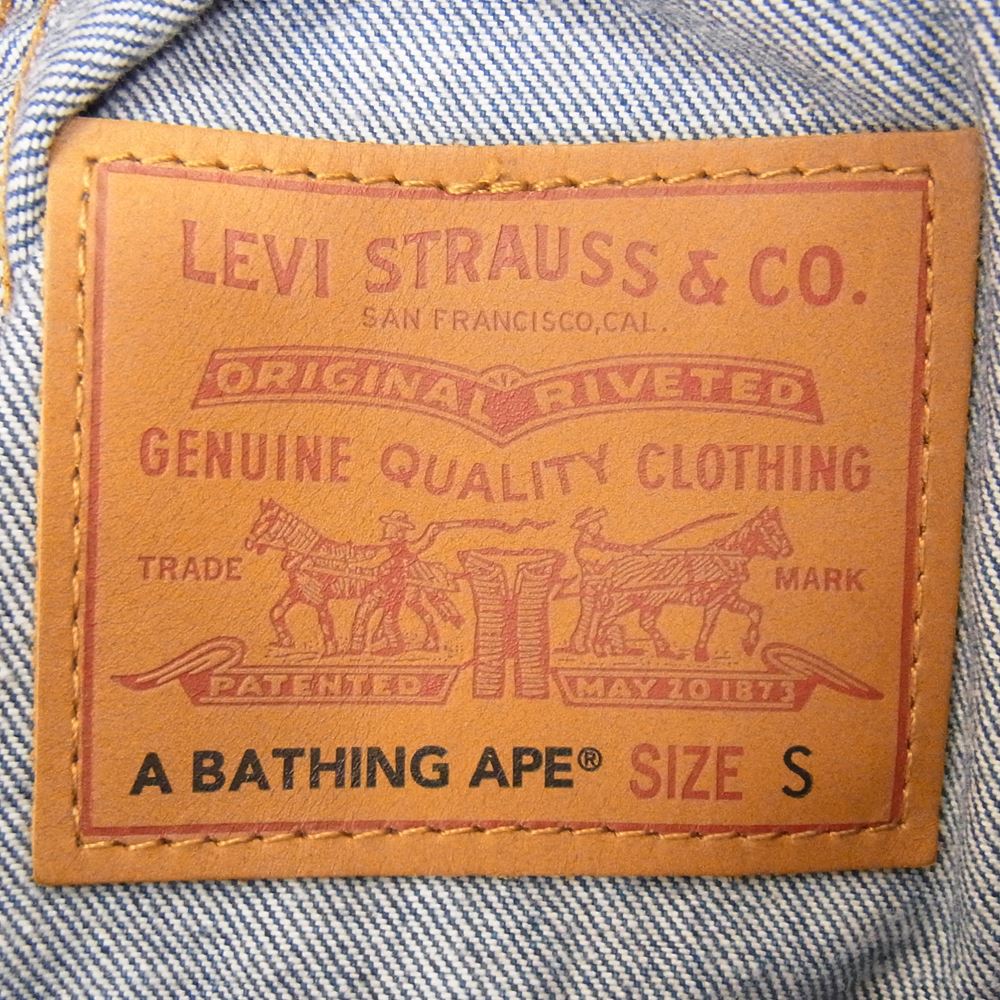 LEVI STRAUSS & CO.
SAN FRANCISCO, CAL.
ORIGINAL RIVETED
GENUINE QUALITY CLOTHING
TRADE MARK
PATENTED MAY 20 1873
A BATHING APE® SIZE S